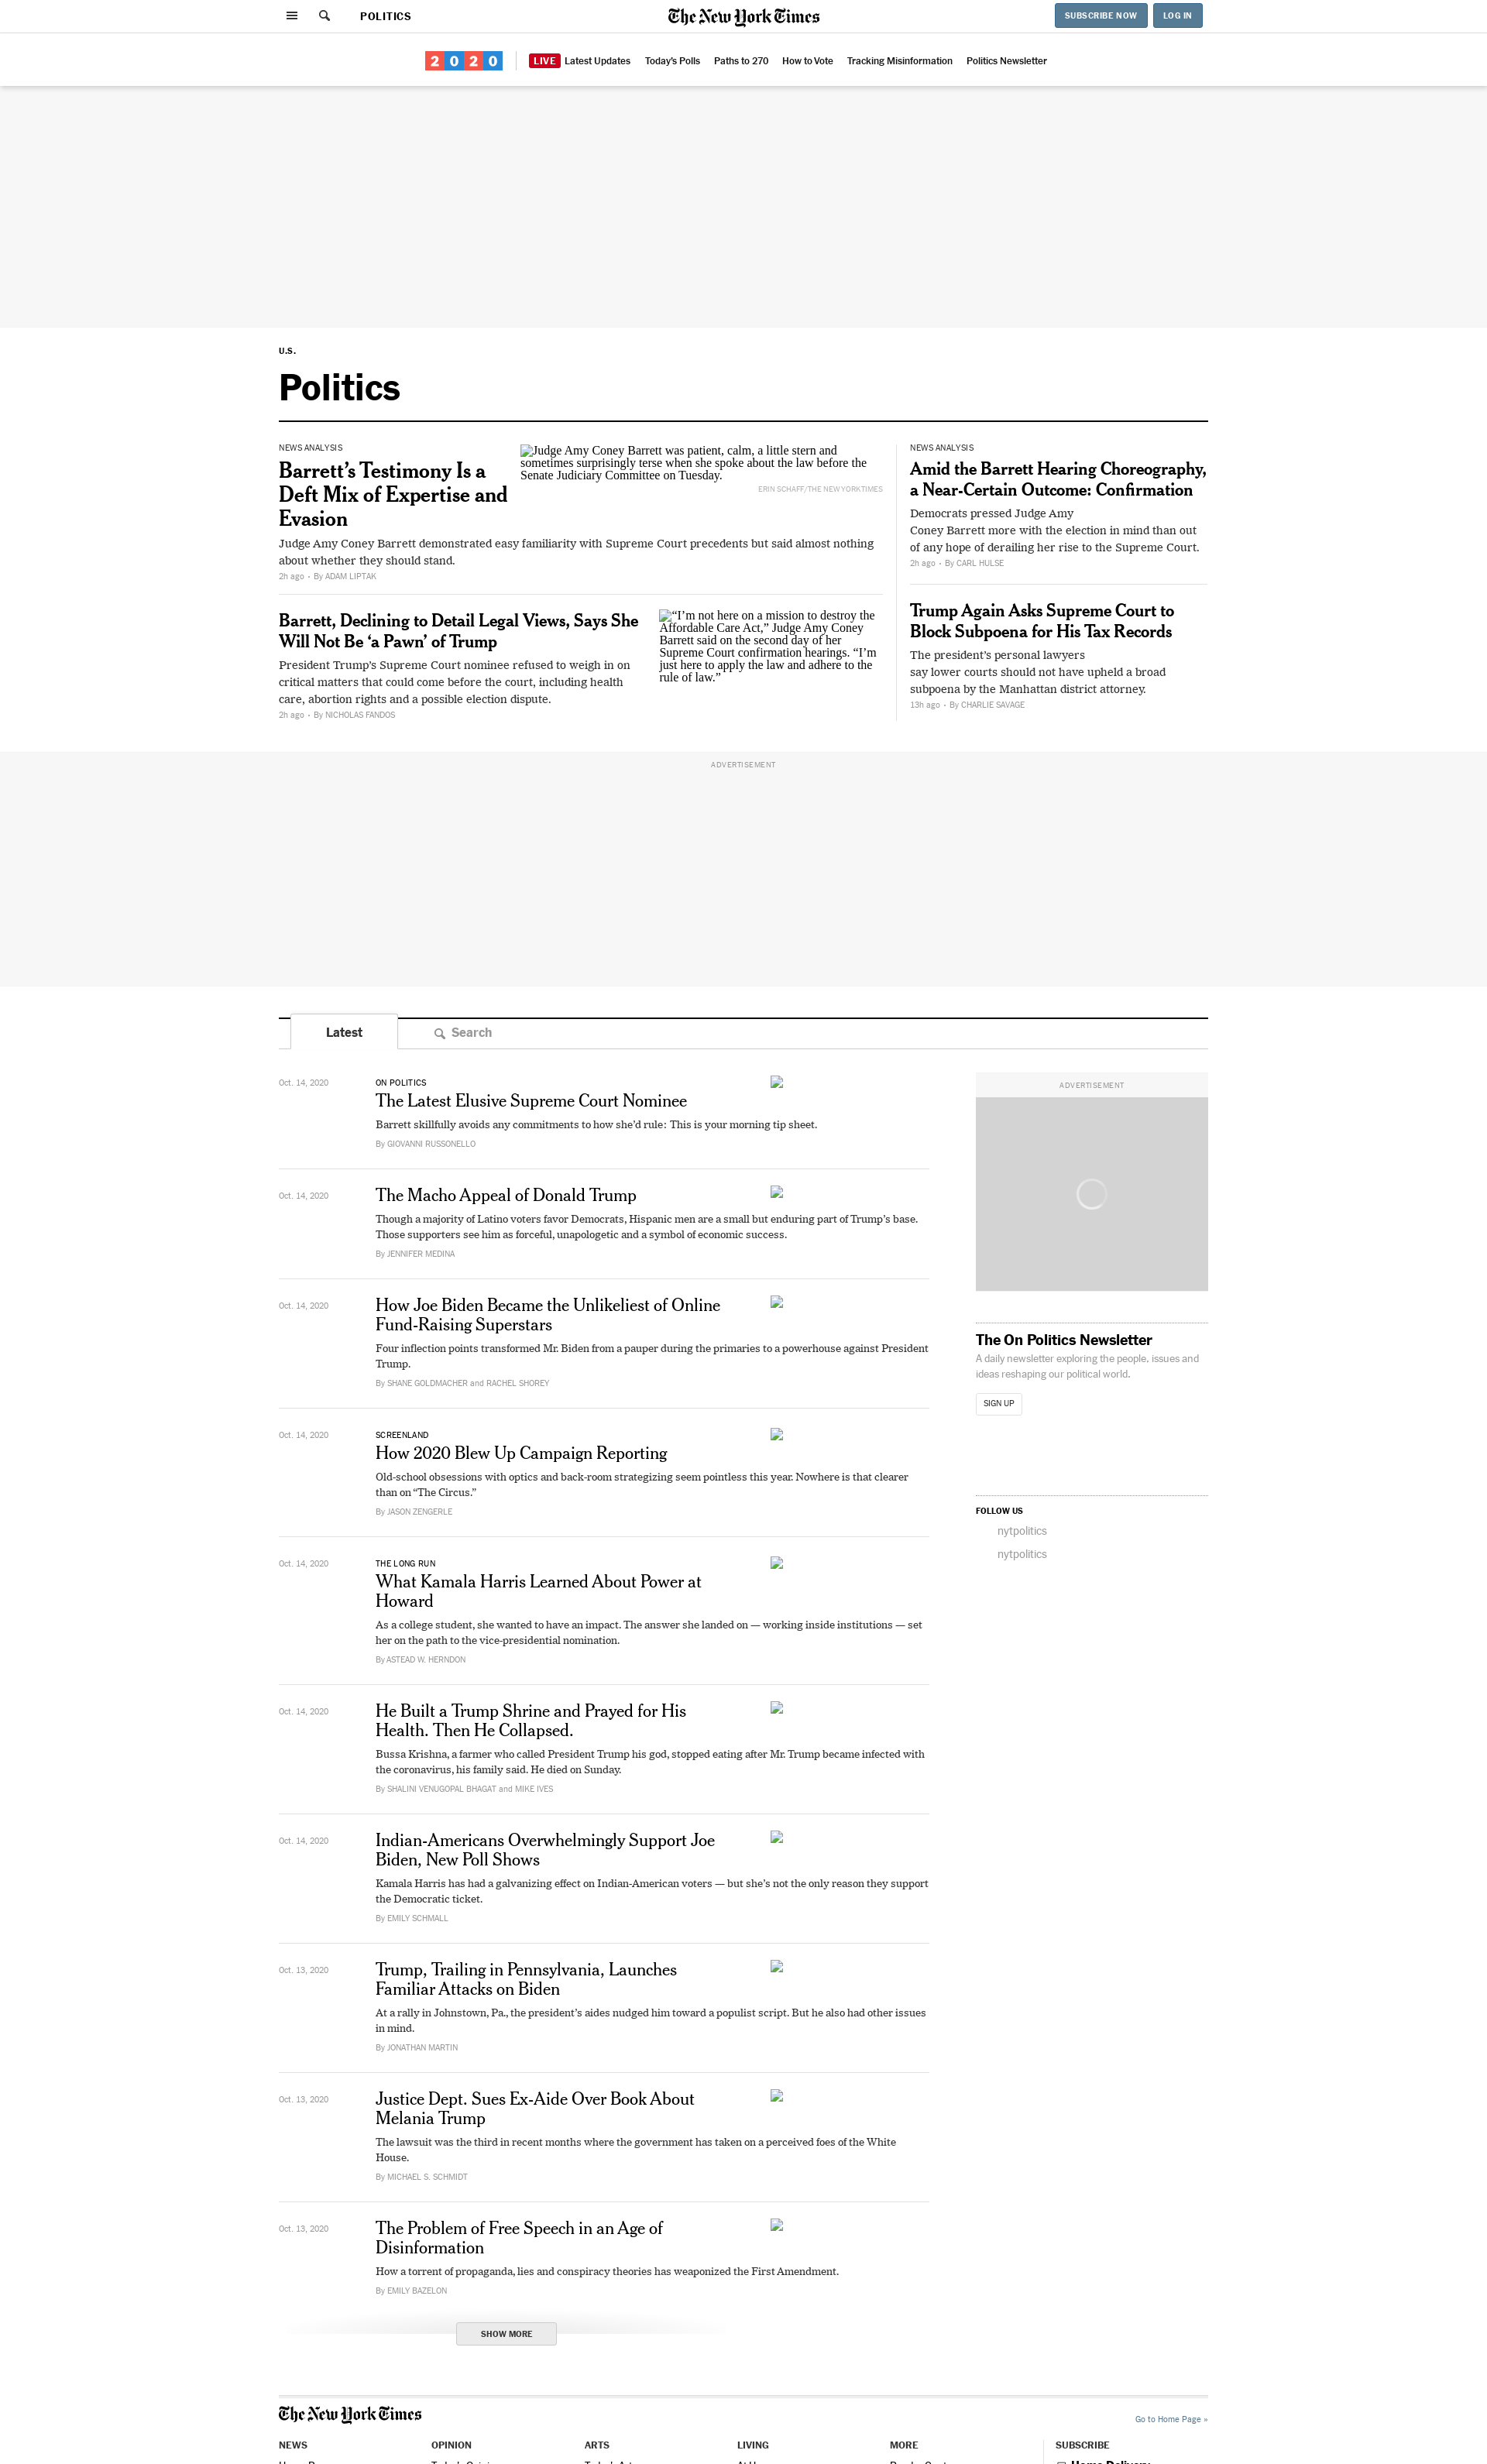 POLITICS
The New York Times
SUBSCRIBE NOW
LOG IN
2020
LIVE Latest Updates
Today's Polls
Paths to 270
How to Vote
Tracking Misinformation
Politics Newsletter
U.S.
Politics
NEWS ANALYSIS
Barrett's Testimony Is a
Deft Mix of Expertise and
Evasion
Judge Amy Coney Barrett was patient, calm, a little stern and
sometimes surprisingly terse when she spoke about the law before the
Senate Judiciary Committee on Tuesday.
ERIN SCHAFF/THE NEW YORK TIMES
Judge Amy Coney Barrett demonstrated easy familiarity with Supreme Court precedents but said almost nothing
about whether they should stand.
2h ago • By ADAM LIPTAK
Barrett, Declining to Detail Legal Views, Says She
Will Not Be ‘a Pawn’ of Trump
President Trump's Supreme Court nominee refused to weigh in on
critical matters that could come before the court, including health
care, abortion rights and a possible election dispute.
2h ago • By NICHOLAS FANDOS
“I’m not here on a mission to destroy the
Affordable Care Act,” Judge Amy Coney
Barrett said on the second day of her
Supreme Court confirmation hearings. “I’m
just here to apply the law and adhere to the
rule of law.”
NEWS ANALYSIS
Amid the Barrett Hearing Choreography,
a Near-Certain Outcome: Confirmation
Democrats pressed Judge Amy
Coney Barrett more with the election in mind than out
of any hope of derailing her rise to the Supreme Court.
2h ago • By CARL HULSE
Trump Again Asks Supreme Court to
Block Subpoena for His Tax Records
The president's personal lawyers
say lower courts should not have upheld a broad
subpoena by the Manhattan district attorney.
13h ago • By CHARLIE SAVAGE
ADVERTISEMENT
Latest
Search
Oct. 14, 2020
ON POLITICS
The Latest Elusive Supreme Court Nominee
Barrett skillfully avoids any commitments to how she'd rule: This is your morning tip sheet.
By GIOVANNI RUSSONELLO
Oct. 14, 2020
The Macho Appeal of Donald Trump
Though a majority of Latino voters favor Democrats, Hispanic men are a small but enduring part of Trump's base.
Those supporters see him as forceful, unapologetic and a symbol of economic success.
By JENNIFER MEDINA
Oct. 14, 2020
How Joe Biden Became the Unlikeliest of Online
Fund-Raising Superstars
Four inflection points transformed Mr. Biden from a pauper during the primaries to a powerhouse against President
Trump.
By SHANE GOLDMACHER and RACHEL SHOREY
Oct. 14, 2020
SCREENLAND
How 2020 Blew Up Campaign Reporting
Old-school obsessions with optics and back-room strategizing seem pointless this year. Nowhere is that clearer
than on “The Circus.”
By JASON ZENGERLE
Oct. 14, 2020
THE LONG RUN
What Kamala Harris Learned About Power at
Howard
As a college student, she wanted to have an impact. The answer she landed on — working inside institutions — set
her on the path to the vice-presidential nomination.
By ASTEAD W. HERNDON
Oct. 14, 2020
He Built a Trump Shrine and Prayed for His
Health. Then He Collapsed.
Bussa Krishna, a farmer who called President Trump his god, stopped eating after Mr. Trump became infected with
the coronavirus, his family said. He died on Sunday.
By SHALINI VENUGOPAL BHAGAT and MIKE IVES
Oct. 14, 2020
Indian-Americans Overwhelmingly Support Joe
Biden, New Poll Shows
Kamala Harris has had a galvanizing effect on Indian-American voters — but she's not the only reason they support
the Democratic ticket.
By EMILY SCHMALL
Oct. 13, 2020
Trump, Trailing in Pennsylvania, Launches
Familiar Attacks on Biden
At a rally in Johnstown, Pa., the president's aides nudged him toward a populist script. But he also had other issues
in mind.
By JONATHAN MARTIN
Oct. 13, 2020
Justice Dept. Sues Ex-Aide Over Book About
Melania Trump
The lawsuit was the third in recent months where the government has taken on a perceived foes of the White
House.
By MICHAEL S. SCHMIDT
Oct. 13, 2020
The Problem of Free Speech in an Age of
Disinformation
How a torrent of propaganda, lies and conspiracy theories has weaponized the First Amendment.
By EMILY BAZELON
SHOW MORE
ADVERTISEMENT
The On Politics Newsletter
A daily newsletter exploring the people, issues and
ideas reshaping our political world.
SIGN UP
FOLLOW US
nytpolitics
nytpolitics
The New York Times
Go to Home Page »
NEWS
OPINION
ARTS
LIVING
MORE
SUBSCRIBE